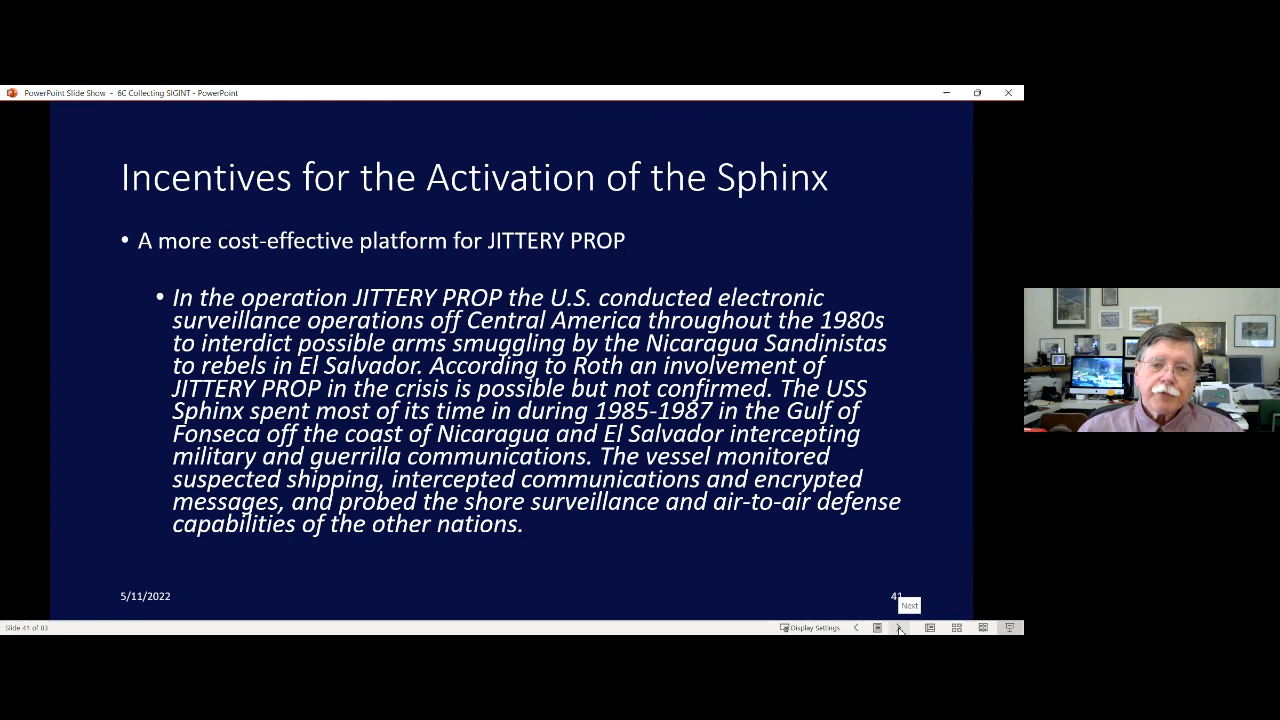 PowerPoint Slide Show - 6C Collecting SIGINT - PowerPoint
Incentives for the Activation of the Sphinx
• A more cost-effective platform for JITTERY PROP
• In the operation JITTERY PROP the U.S. conducted electronic
surveillance operations off Central America throughout the 1980s
to interdict possible arms smuggling by the Nicaragua Sandinistas
to rebels in El Salvador. According to Roth an involvement of
JITTERY PROP in the crisis is possible but not confirmed. The USS
Sphinx spent most of its time in during 1985-1987 in the Gulf of
Fonseca off the coast of Nicaragua and El Salvador intercepting
military and guerrilla communications. The vessel monitored
suspected shipping, intercepted communications and encrypted
messages, and probed the shore surveillance and air-to-air defense
capabilities of the other nations.
5/11/2022
41
Next
Slide 41 of 83
Display Settings